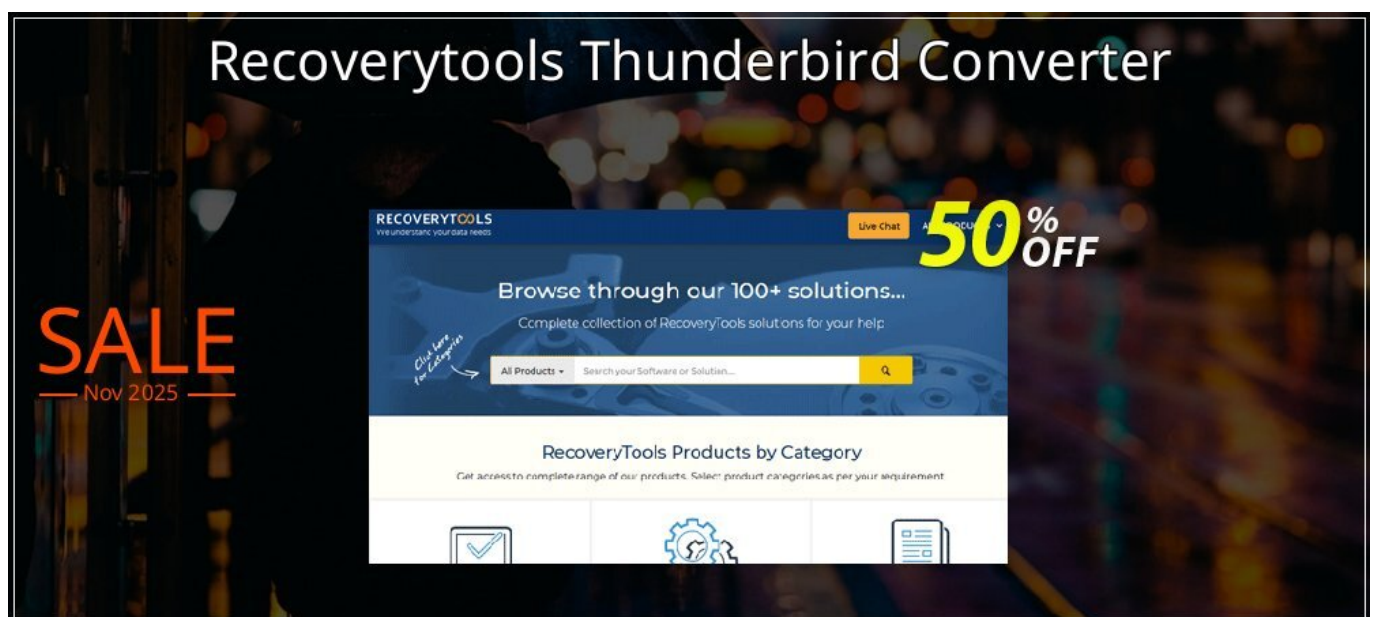 Recoverytools Thunderbird Converter
RECOVERYTOOLS
We understand your data needs
Live Chat
50% OFF
Browse through our 100+ solutions...
Complete collection of RecoveryTools solutions for your help
Click here
for Categories
All Products
Search your Software or Solution...
SALE
Nov 2025
RecoveryTools Products by Category
Get access to complete range of our products. Select product categories as per your requirement